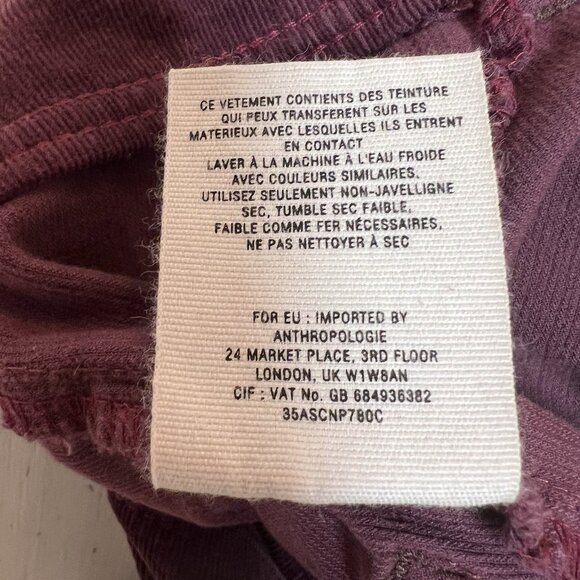 CE VETEMENT CONTIENTS DES TEINTURE
QUI PEUX TRANSFERENT SUR LES
MATERIEUX AVEC LESQUELLES ILS ENTRENT
EN CONTACT
LAVER À LA MACHINE À L'EAU FROIDE
AVEC COULEURS SIMILAIRES.
UTILISEZ SEULEMENT NON-JAVELLIGNE
SEC, TUMBLE SEC FAIBLE,
FAIBLE COMME FER NÉCESSAIRES,
NE PAS NETTOYER À SEC
FOR EU : IMPORTED BY
ANTHROPOLOGIE
24 MARKET PLACE, 3RD FLOOR
LONDON, UK W1W8AN
CIF : VAT No. GB 684936382
35ASCNP780C